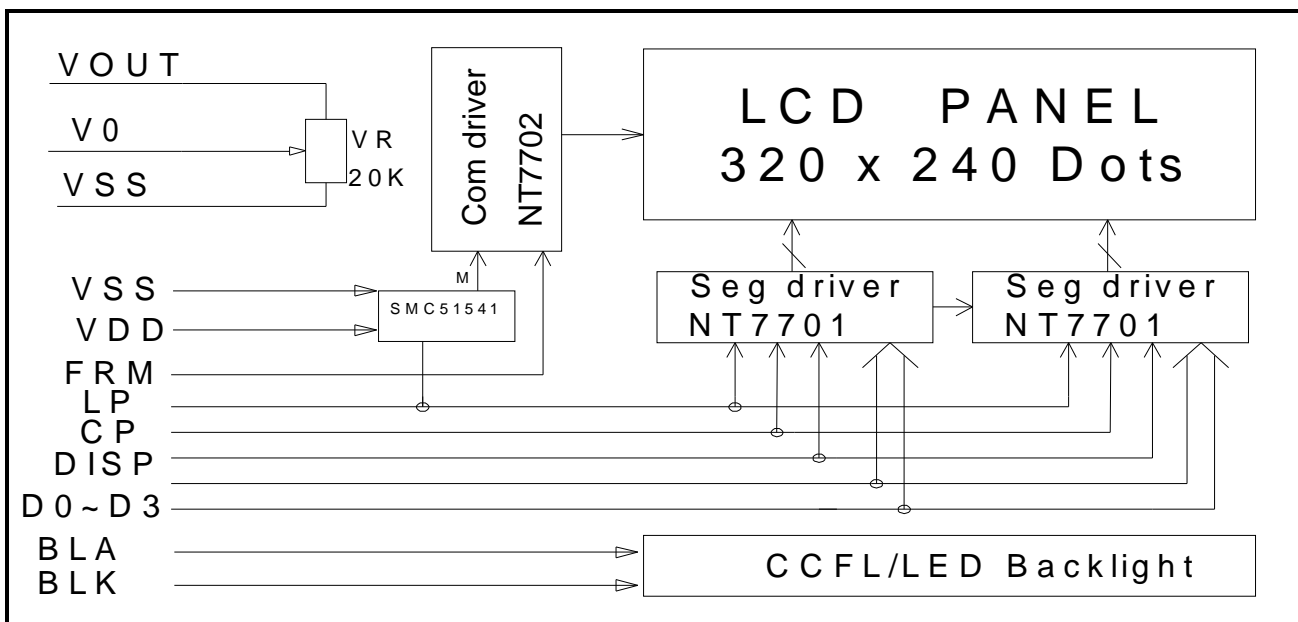 VOUT
V0
VSS
VR
20K
Com driver
NT7702
LCD PANEL
320 x 240 Dots
M
SMC51541
Seg driver
NT7701
Seg driver
NT7701
VSS
VDD
FRM
LP
CP
DISP
D0~D3
BLA
BLK
CCFL/LED Backlight